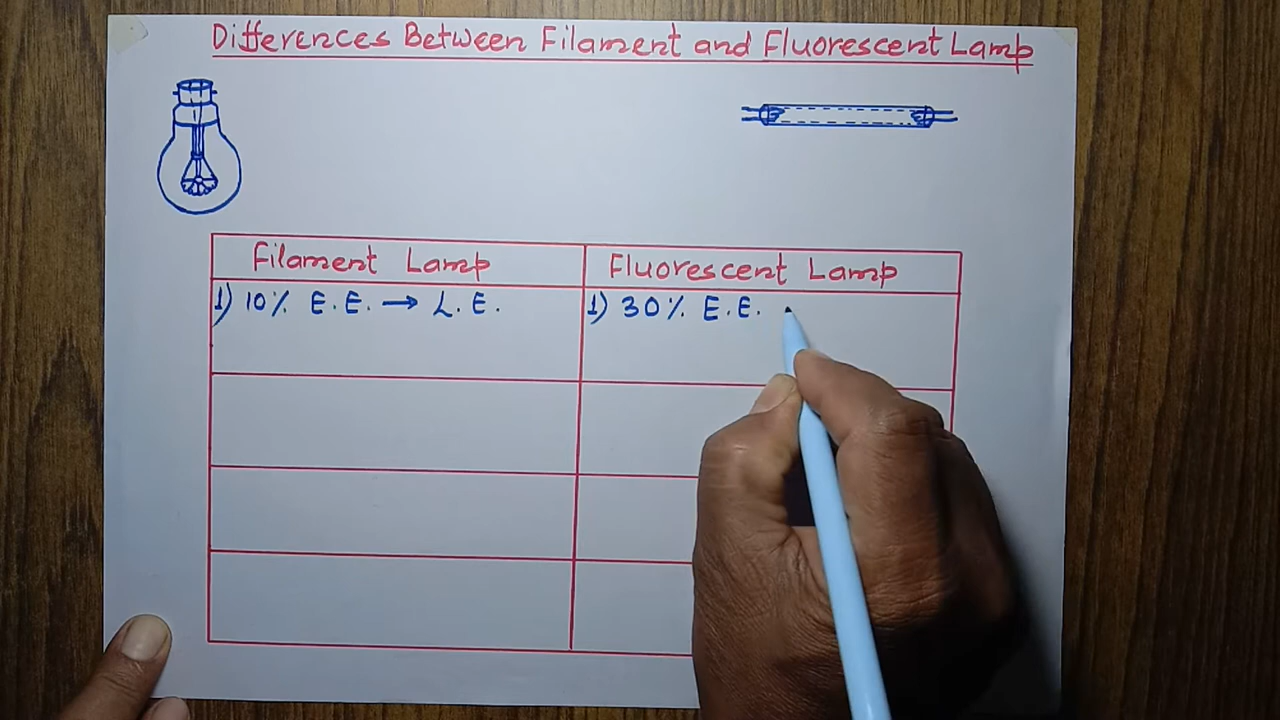 Differences Between Filament and Fluorescent Lamp
Filament Lamp
Fluorescent Lamp
1) 10% E.E. → L.E.
1) 30% E.E.